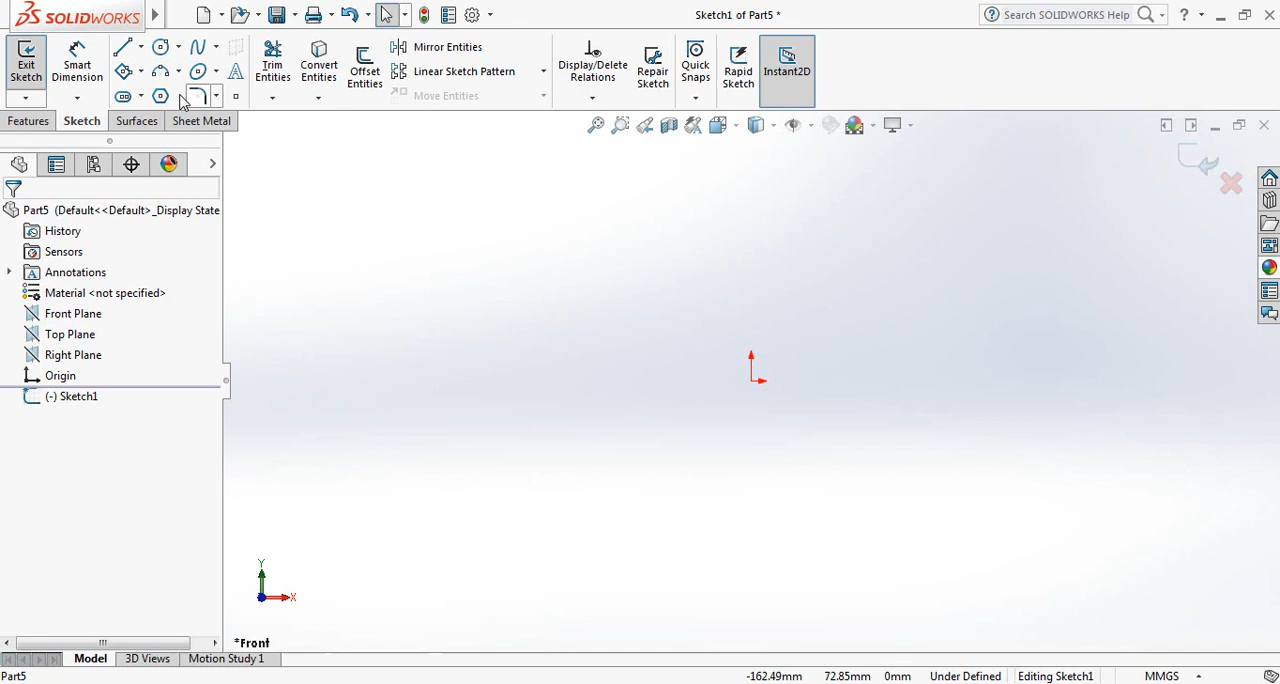 SOLIDWORKS
Sketch1 of Part5 *
Search SOLIDWORKS Help
?
Exit Sketch
Smart Dimension
Trim Entities
Convert Entities
Offset Entities
Mirror Entities
Linear Sketch Pattern
Move Entities
Display/Delete Relations
Repair Sketch
Quick Snaps
Rapid Sketch
Instant2D
Features
Sketch
Surfaces
Sheet Metal
Part5 (Default<<Default>_Display State
History
Sensors
Annotations
Material <not specified>
Front Plane
Top Plane
Right Plane
Origin
(-) Sketch1
Y
X
*Front
Model
3D Views
Motion Study 1
Part5
-162.49mm
72.85mm
0mm
Under Defined
Editing Sketch1
MMGS